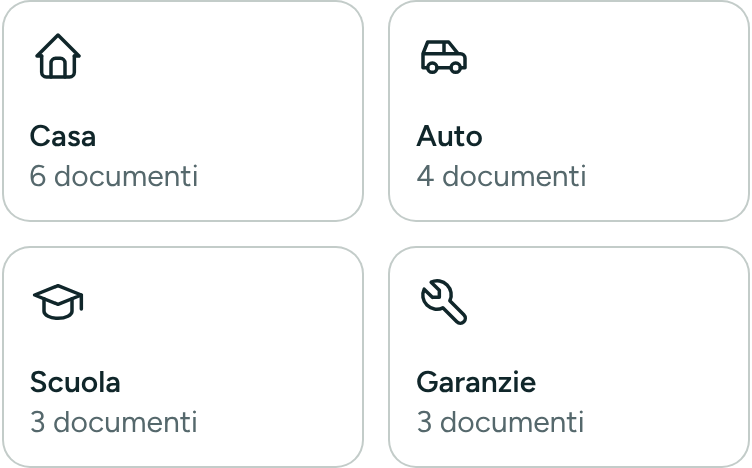 Casa
6 documenti
Auto
4 documenti
Scuola
3 documenti
Garanzie
3 documenti